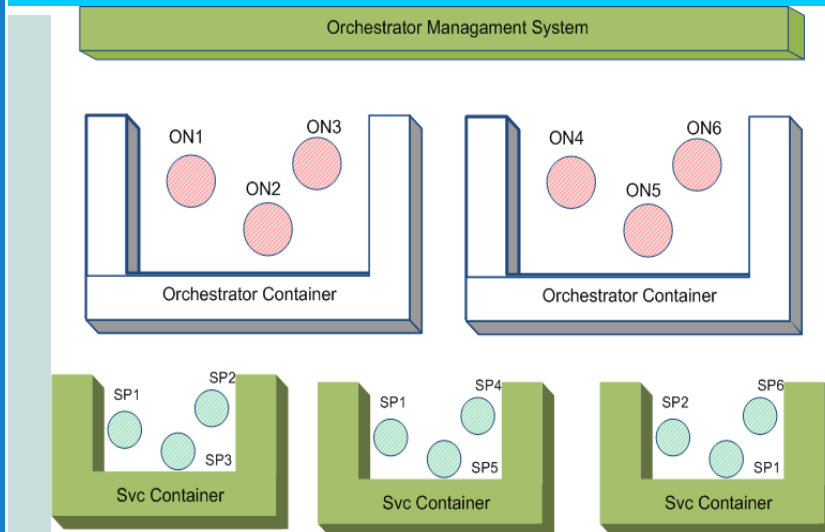 Orchestrator Managament System
ON1
ON3
ON2
Orchestrator Container
ON4
ON6
ON5
Orchestrator Container
SP1
SP2
SP3
Svc Container
SP1
SP4
SP5
Svc Container
SP2
SP6
SP1
Svc Container